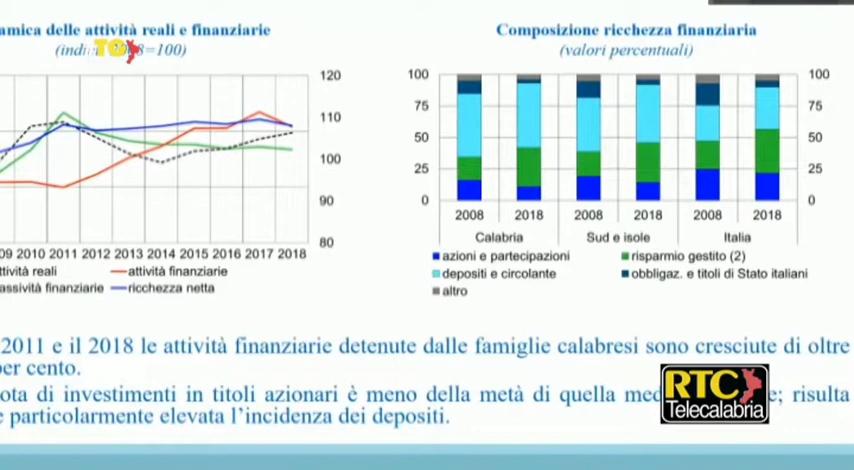 amica delle attività reali e finanziarie
(indi 8=100)
TG
120
110
100
90
80
09 2010 2011 2012 2013 2014 2015 2016 2017 2018
ttività reali
attività finanziarie
assività finanziarie
ricchezza netta
Composizione ricchezza finanziaria
(valori percentuali)
100
75
50
25
0
100
75
50
25
0
2008 2018 2008 2018 2008 2018
Calabria Sud e isole Italia
azioni e partecipazioni
risparmio gestito (2)
depositi e circolante
obbligaz. e titoli di Stato italiani
altro
2011 e il 2018 le attività finanziarie detenute dalle famiglie calabresi sono cresciute di oltre
per cento.
ota di investimenti in titoli azionari è meno della metà di quella med e; risulta
e particolarmente elevata l'incidenza dei depositi.
RTC
Telecalabria